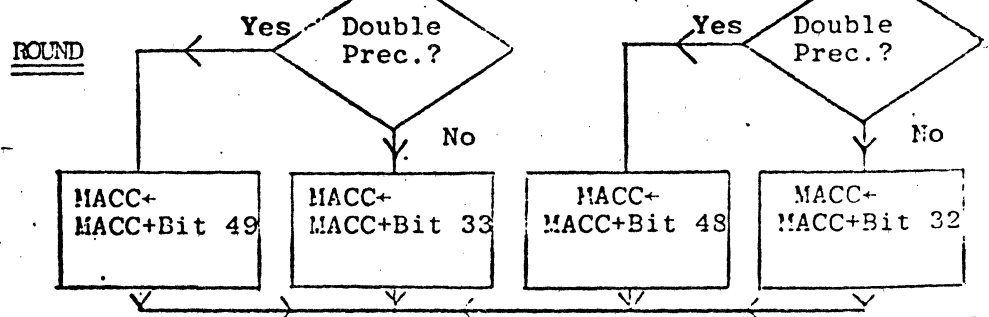 Yes
Double
Prec.?
Yes
Double
Prec.?
ROUND
No
No
MACC←
MACC+Bit 49
MACC←
MACC+Bit 33
MACC←
MACC+Bit 48
MACC←
MACC+Bit 32